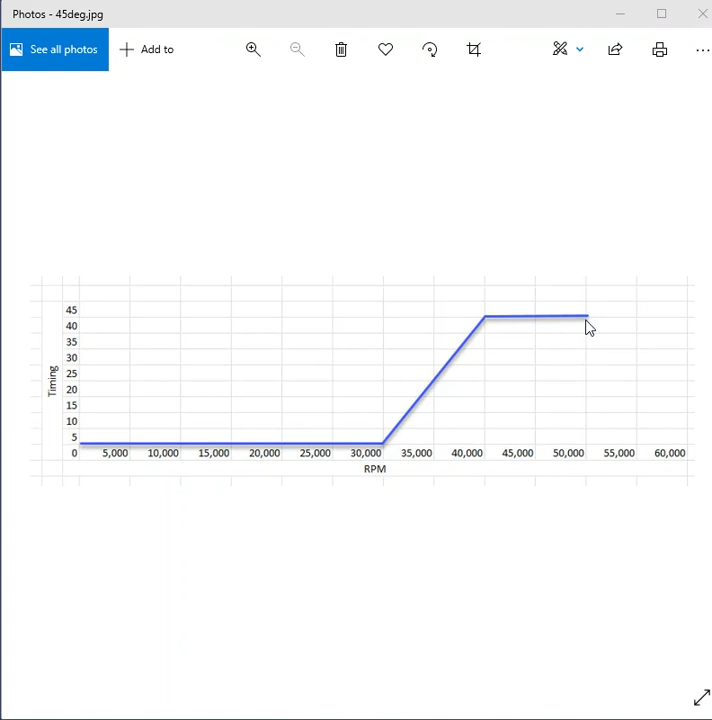 Photos - 45deg.jpg
See all photos
Add to
45
40
35
30
25
20
15
10
5
0 5,000 10,000 15,000 20,000 25,000 30,000 35,000 40,000 45,000 50,000 55,000 60,000
Timing
RPM